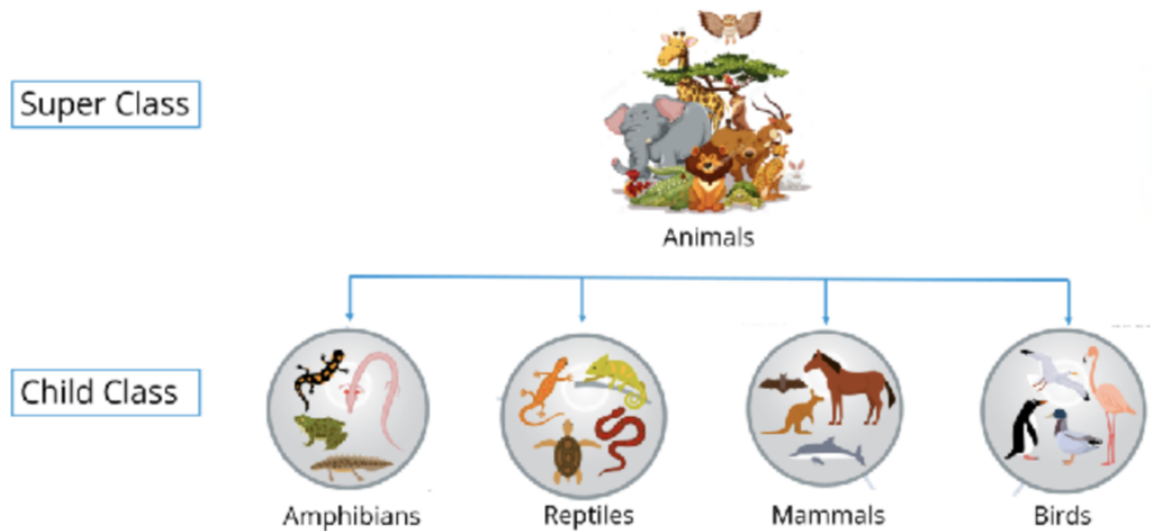 Super Class
Animals
Child Class
Amphibians
Reptiles
Mammals
Birds